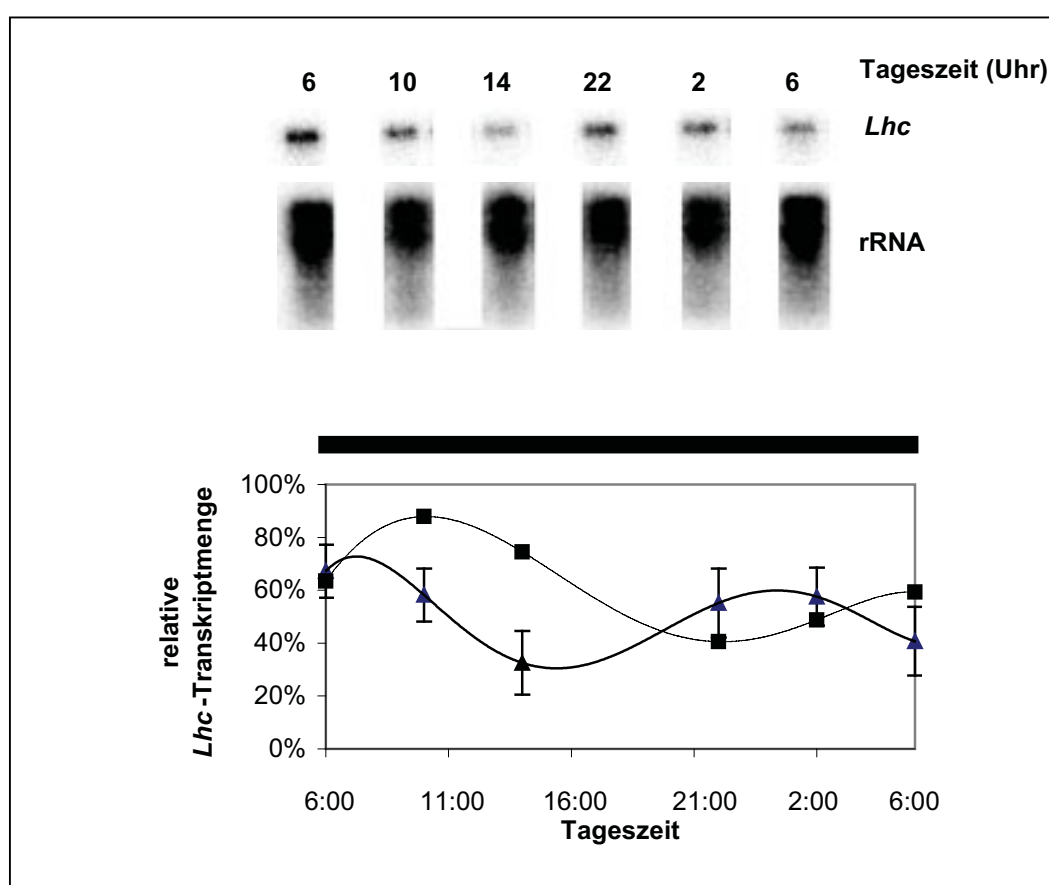 6 10 14 22 2 6 Tageszeit (Uhr)
Lhc
rRNA
relative
Lhc-Transkriptmenge
100%
80%
60%
40%
20%
0%
6:00 11:00 16:00 21:00 2:00 6:00
Tageszeit